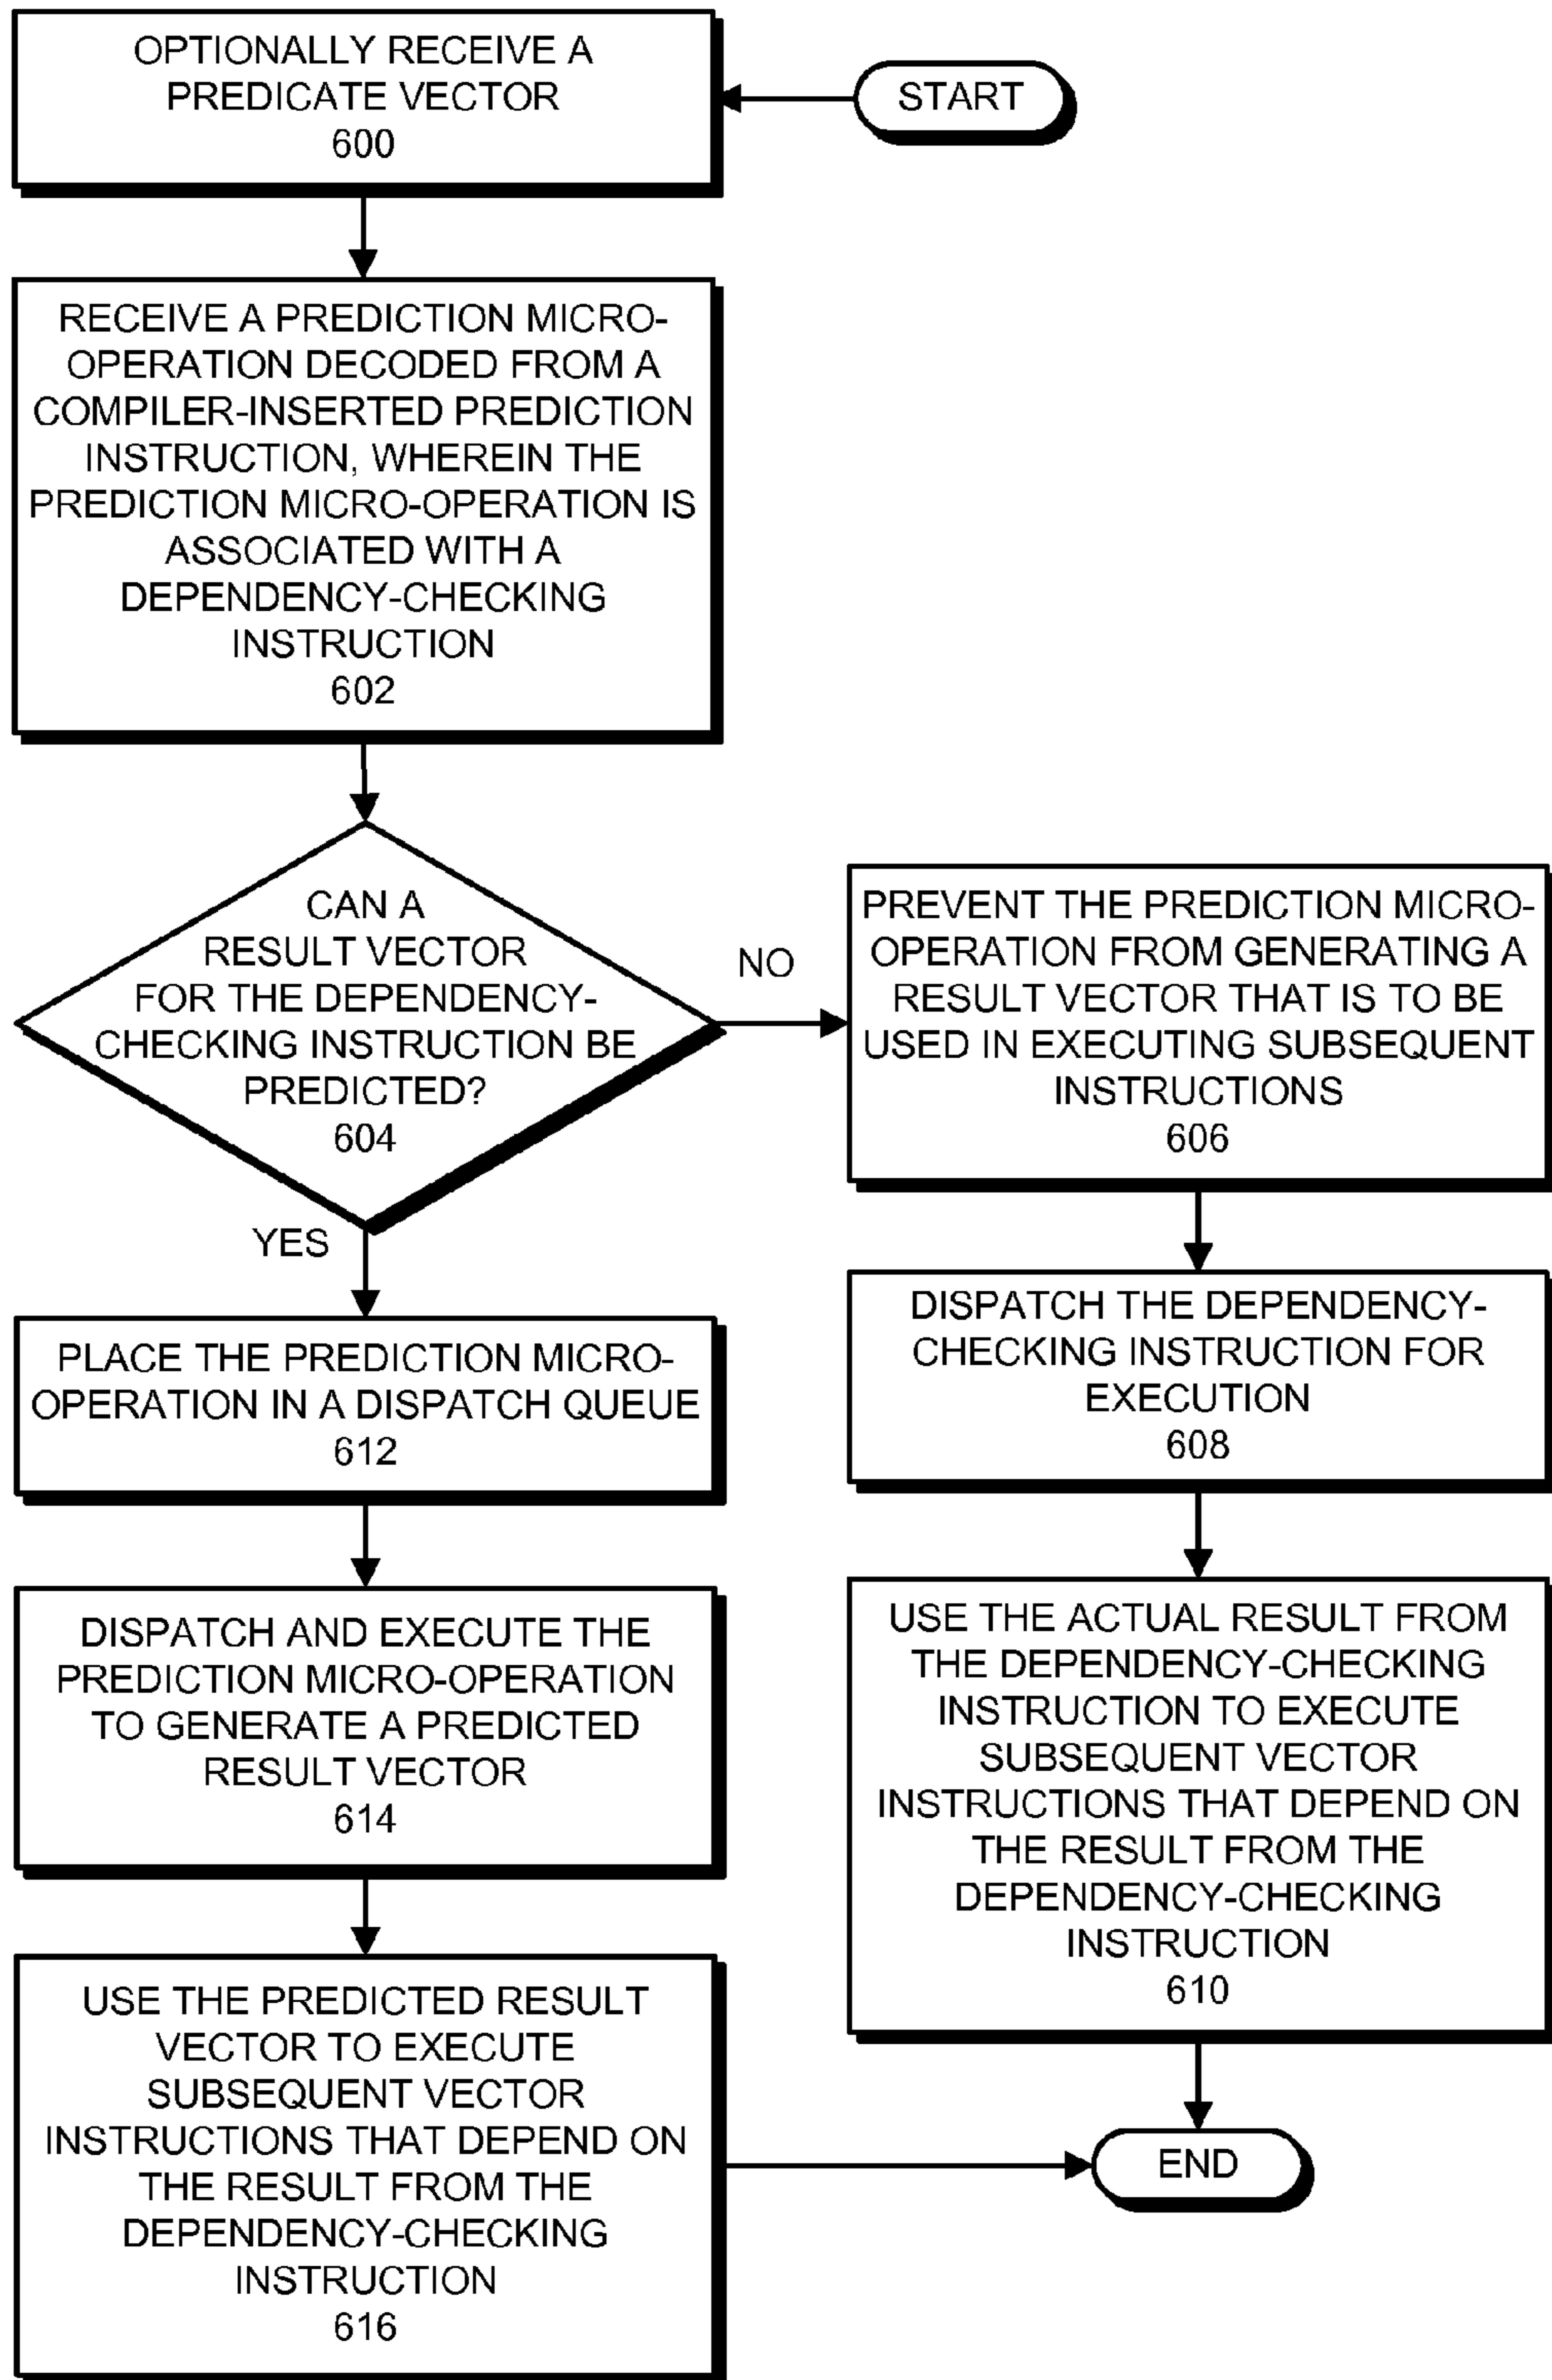 START
OPTIONALLY RECEIVE A
PREDICATE VECTOR
600
RECEIVE A PREDICTION MICRO-
OPERATION DECODED FROM A
COMPILER-INSERTED PREDICTION
INSTRUCTION, WHEREIN THE
PREDICTION MICRO-OPERATION IS
ASSOCIATED WITH A
DEPENDENCY-CHECKING
INSTRUCTION
602
CAN A
RESULT VECTOR
FOR THE DEPENDENCY-
CHECKING INSTRUCTION BE
PREDICTED?
604
NO
PREVENT THE PREDICTION MICRO-
OPERATION FROM GENERATING A
RESULT VECTOR THAT IS TO BE
USED IN EXECUTING SUBSEQUENT
INSTRUCTIONS
606
DISPATCH THE DEPENDENCY-
CHECKING INSTRUCTION FOR
EXECUTION
608
USE THE ACTUAL RESULT FROM
THE DEPENDENCY-CHECKING
INSTRUCTION TO EXECUTE
SUBSEQUENT VECTOR
INSTRUCTIONS THAT DEPEND ON
THE RESULT FROM THE
DEPENDENCY-CHECKING
INSTRUCTION
610
YES
PLACE THE PREDICTION MICRO-
OPERATION IN A DISPATCH QUEUE
612
DISPATCH AND EXECUTE THE
PREDICTION MICRO-OPERATION
TO GENERATE A PREDICTED
RESULT VECTOR
614
USE THE PREDICTED RESULT
VECTOR TO EXECUTE
SUBSEQUENT VECTOR
INSTRUCTIONS THAT DEPEND ON
THE RESULT FROM THE
DEPENDENCY-CHECKING
INSTRUCTION
616
END